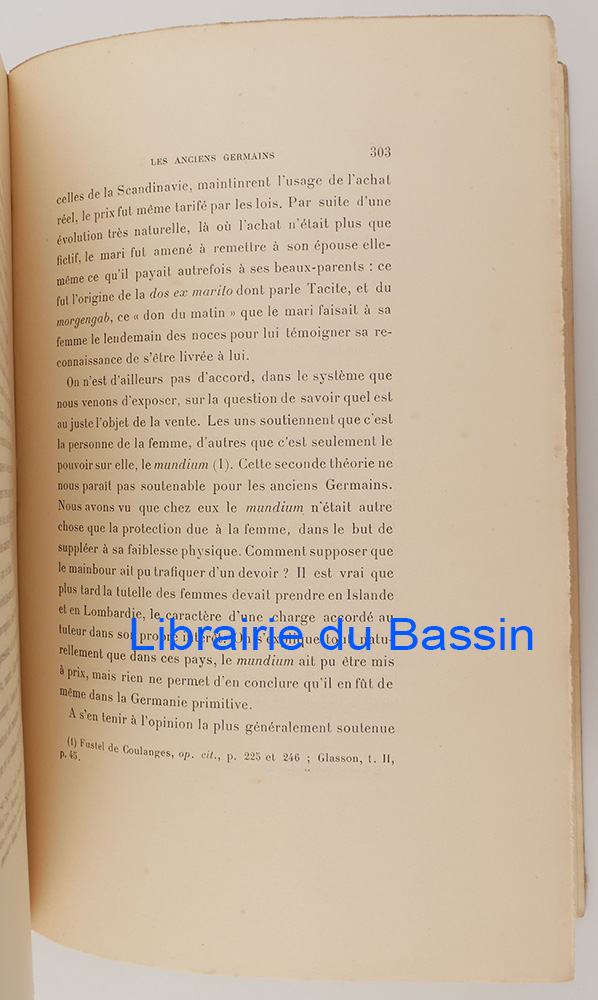 LES ANCIENS GERMAINS 303
celles de la Scandinavie, maintinrent l'usage de l'achat
réel, le prix fut même tarifé par les lois. Par suite d'une
évolution très naturelle, là où l'achat n'était plus que
fictif, le mari fut amené à remettre à son épouse elle-
même ce qu'il payait autrefois à ses beaux-parents : ce
fut l'origine de la dos ex marito dont parle Tacite, et du
morgengab, ce « don du matin » que le mari faisait à sa
femme le lendemain des noces pour lui témoigner sa re-
connaissance de s'être livrée à lui.
On n'est d'ailleurs pas d'accord, dans le système que
nous venons d'exposer, sur la question de savoir quel est
au juste l'objet de la vente. Les uns soutiennent que c'est
la personne de la femme, d'autres que c'est seulement le
pouvoir sur elle, le mundium (1). Cette seconde théorie ne
nous paraît pas soutenable pour les anciens Germains.
Nous avons vu que chez eux le mundium n'était autre
chose que la protection due à la femme, dans le but de
suppléer à sa faiblesse physique. Comment supposer que
le mainbour ait pu trafiquer d'un devoir ? Il est vrai que
plus tard la tutelle des femmes devait prendre en Islande
et en Lombardie, le caractère d'une charge accordé au
tuteur dans son propre intérêt. On s'explique tout natu-
Librairie du Bassin
rellement que dans ces pays, le mundium ait pu être mis
à prix, mais rien ne permet d'en conclure qu'il en fût de
même dans la Germanie primitive.
A s'en tenir à l'opinion la plus généralement soutenue
(1) Fustel de Coulanges, op. cit., p. 225 et 246 ; Glasson, t. II,
p. 45.